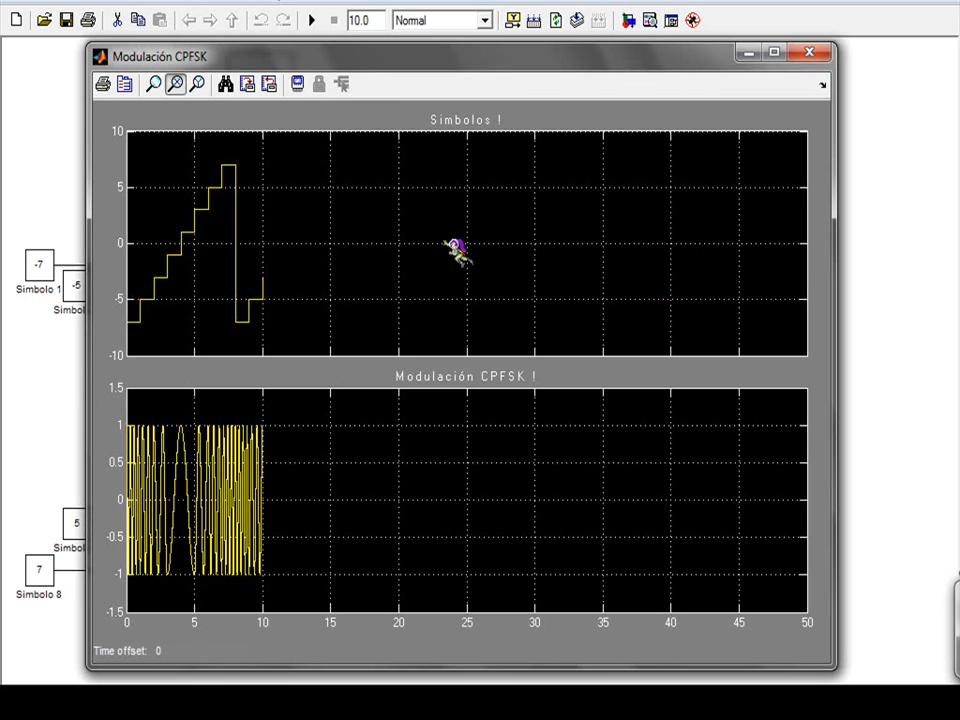 10.0 Normal
Modulación CPFSK
Simbolos !
10
5
0
-5
-10
-7
Simbolo 1
-5
Simbol
Modulación CPFSK !
1.5
1
0.5
0
-0.5
-1
-1.5
5
Simbol
7
Simbolo 8
0 5 10 15 20 25 30 35 40 45 50
Time offset: 0